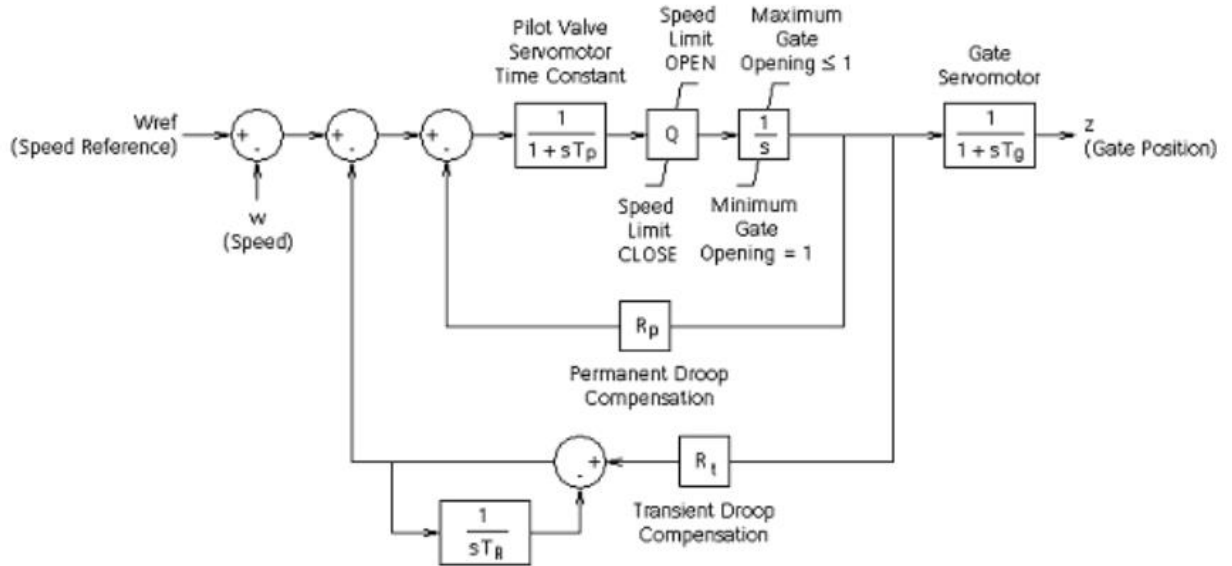 Pilot Valve
Servomotor
Time Constant
Speed
Limit
OPEN
Maximum
Gate
Opening ≤ 1
Gate
Servomotor
Wref
(Speed Reference)
+
-
+
-
+
-
1
1 + sTp
Q
1
s
1
1 + sTg
z
(Gate Position)
w
(Speed)
Speed
Limit
CLOSE
Minimum
Gate
Opening = 1
Rp
Permanent Droop
Compensation
+
-
Rt
Transient Droop
Compensation
1
sTR